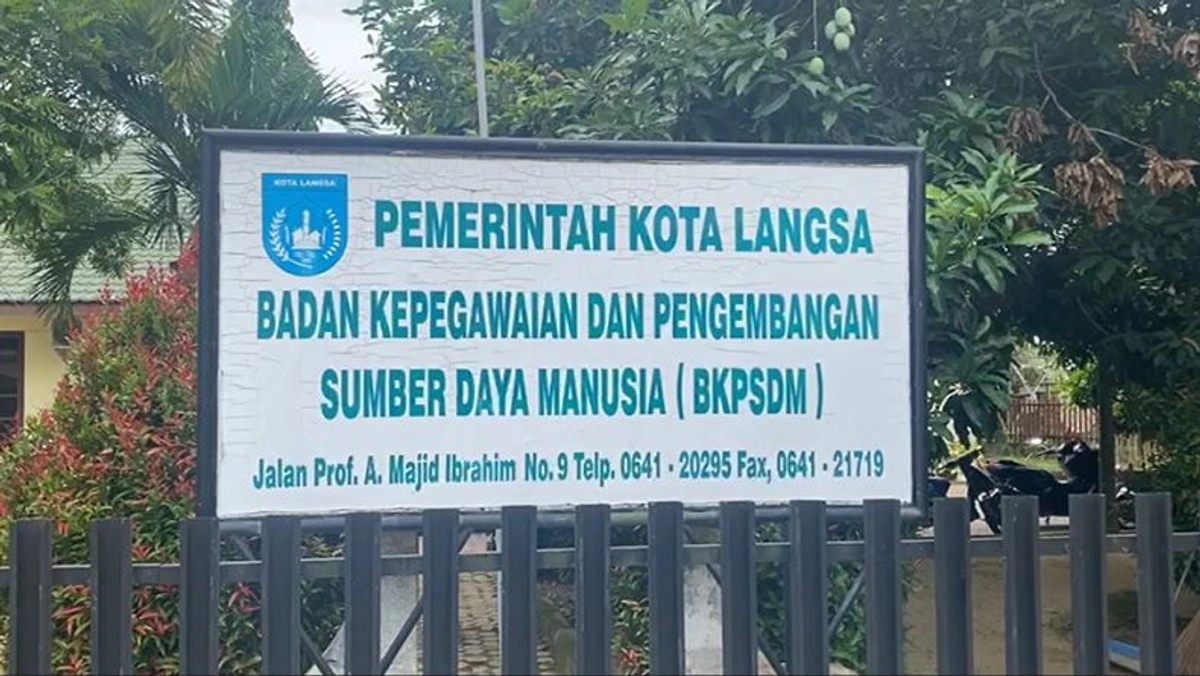 KOTA LANGSA
PEMERINTAH KOTA LANGSA
BADAN KEPEGAWAIAN DAN PENGEMBANGAN
SUMBER DAYA MANUSIA ( BKPSDM )
Jalan Prof. A. Majid Ibrahim No. 9 Telp. 0641 - 20295 Fax, 0641 - 21719